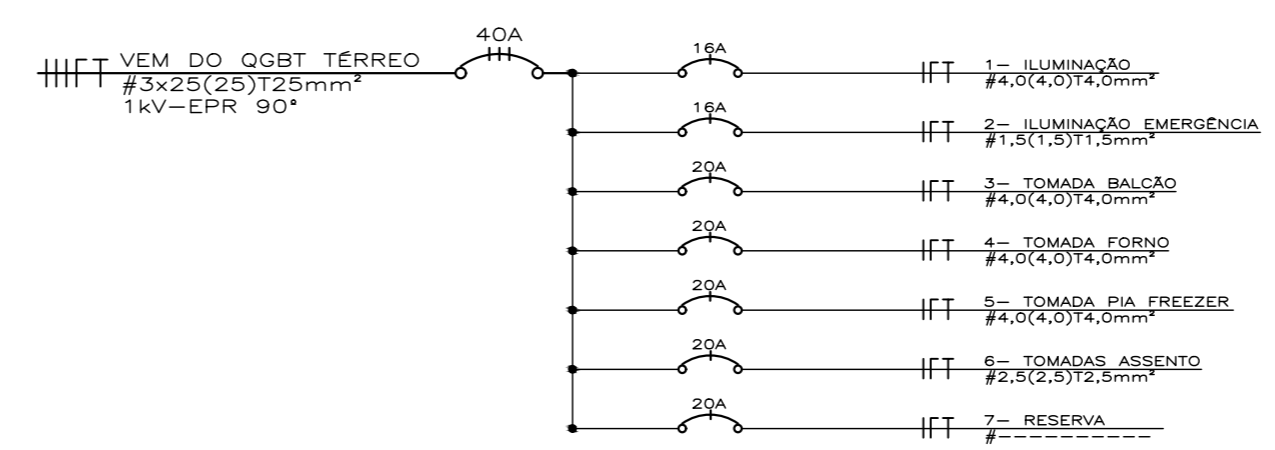 VEM DO QGBT TÉRREO
#3x25(25)T25mm²
1kV-EPR 90°
40A
16A
1- ILUMINAÇÃO
#4,0(4,0)T4,0mm²
16A
2- ILUMINAÇÃO EMERGÊNCIA
#1,5(1,5)T1,5mm²
20A
3- TOMADA BALCÃO
#4,0(4,0)T4,0mm²
20A
4- TOMADA FORNO
#4,0(4,0)T4,0mm²
20A
5- TOMADA PIA FREEZER
#4,0(4,0)T4,0mm²
20A
6- TOMADAS ASSENTO
#2,5(2,5)T2,5mm²
20A
7- RESERVA
#----------